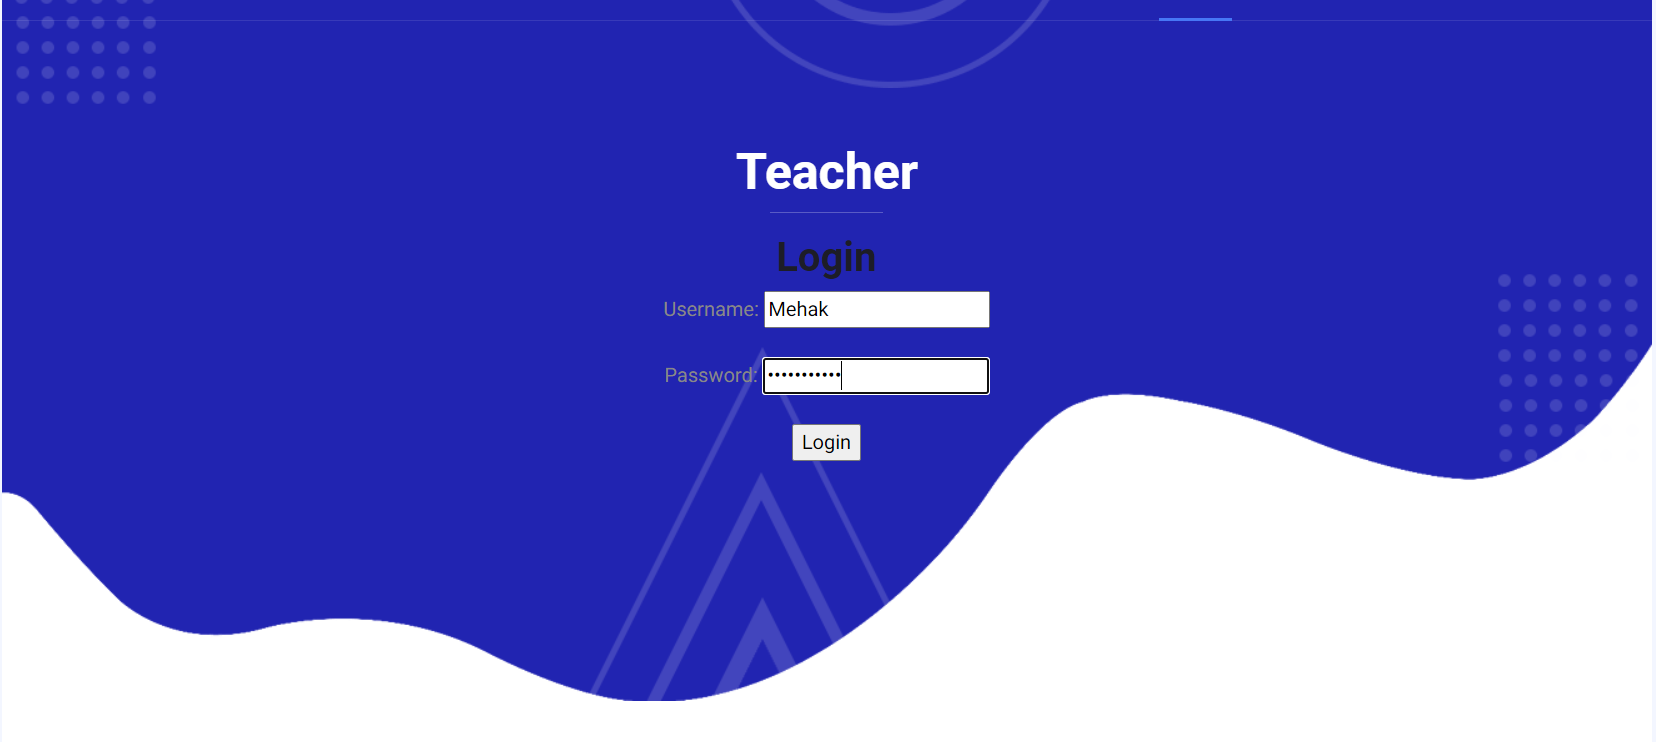 Teacher
Login
Username: Mehak
Password: •••••••••••
Login